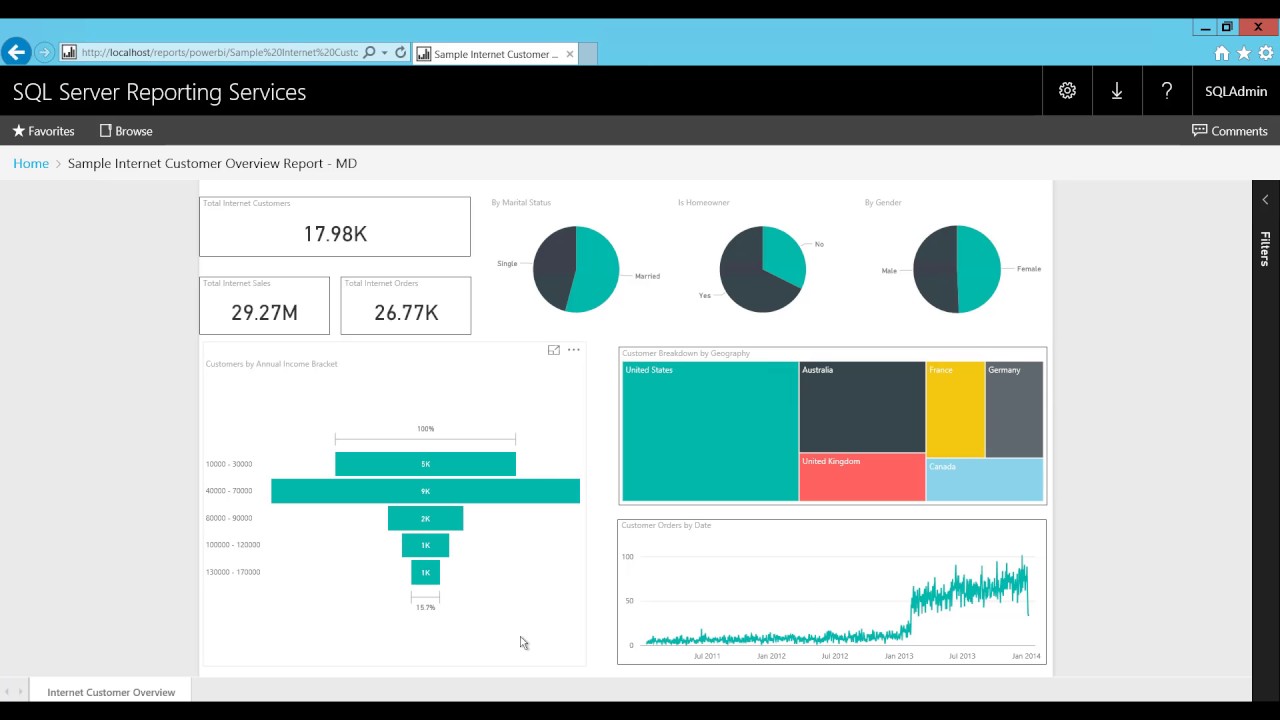 http://localhost/reports/powerbi/Sample%20Internet%20Custc
Sample Internet Customer ...
SQL Server Reporting Services
?
SQLAdmin
Favorites
Browse
Comments
Home > Sample Internet Customer Overview Report - MD
Total Internet Customers
17.98K
Total Internet Sales
29.27M
Total Internet Orders
26.77K
By Marital Status
Single
Married
Is Homeowner
No
Yes
By Gender
Male
Female
Filters
Customers by Annual Income Bracket
100%
10000 - 30000
5K
40000 - 70000
9K
80000 - 90000
2K
100000 - 120000
1K
130000 - 170000
1K
15.7%
Customer Breakdown by Geography
United States
Australia
France
Germany
United Kingdom
Canada
Customer Orders by Date
100
50
0
Jul 2011
Jan 2012
Jul 2012
Jan 2013
Jul 2013
Jan 2014
Internet Customer Overview